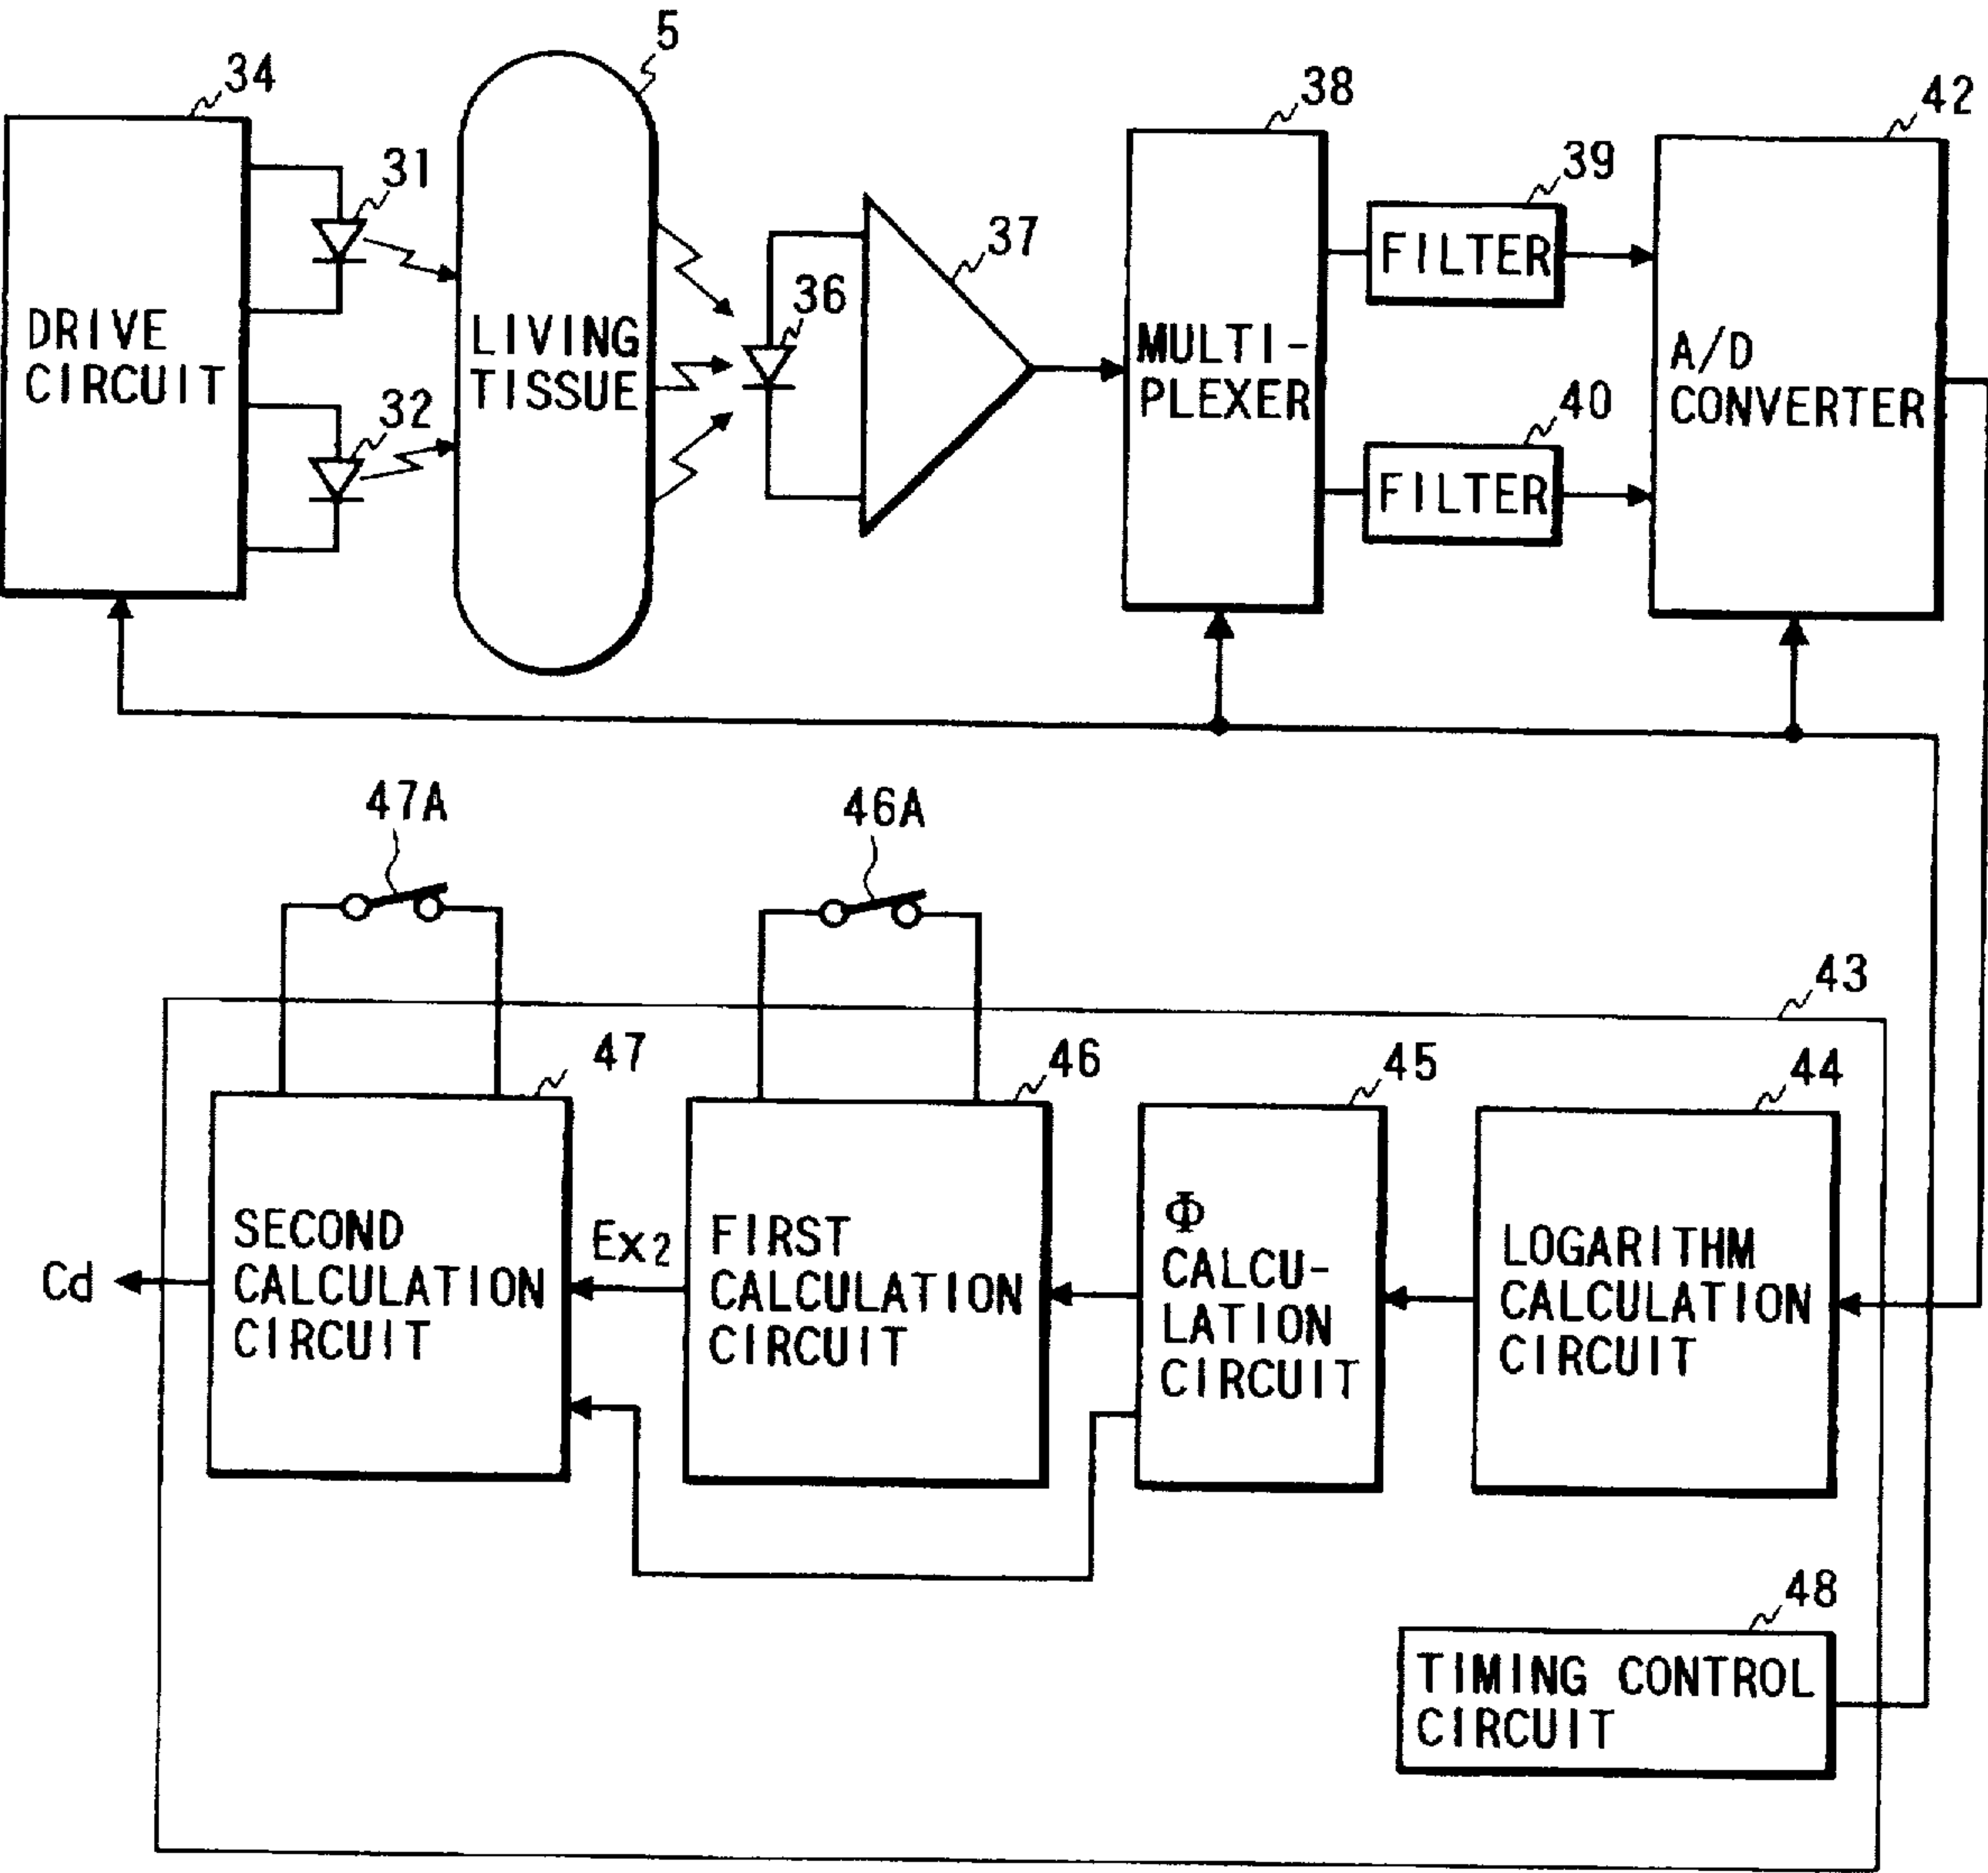 5
34
38
42
31
39
37
FILTER
36
DRIVE
CIRCUIT
LIVING
TISSUE
MULTI-
PLEXER
A/D
CONVERTER
32
40
FILTER
47A
46A
43
47
46
45
44
SECOND
CALCULATION
CIRCUIT
Ex2
FIRST
CALCULATION
CIRCUIT
Φ
CALCU-
LATION
CIRCUIT
LOGARITHM
CALCULATION
CIRCUIT
Cd
48
TIMING CONTROL
CIRCUIT